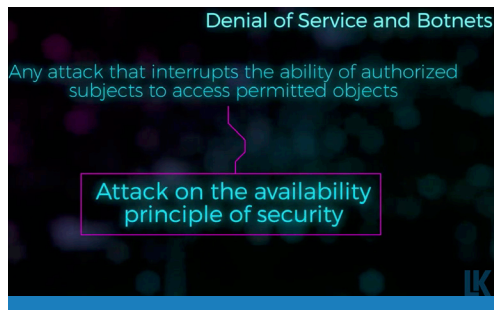 Denial of Service and Botnets
Any attack that interrupts the ability of authorized
subjects to access permitted objects
Attack on the availability
principle of security
LK